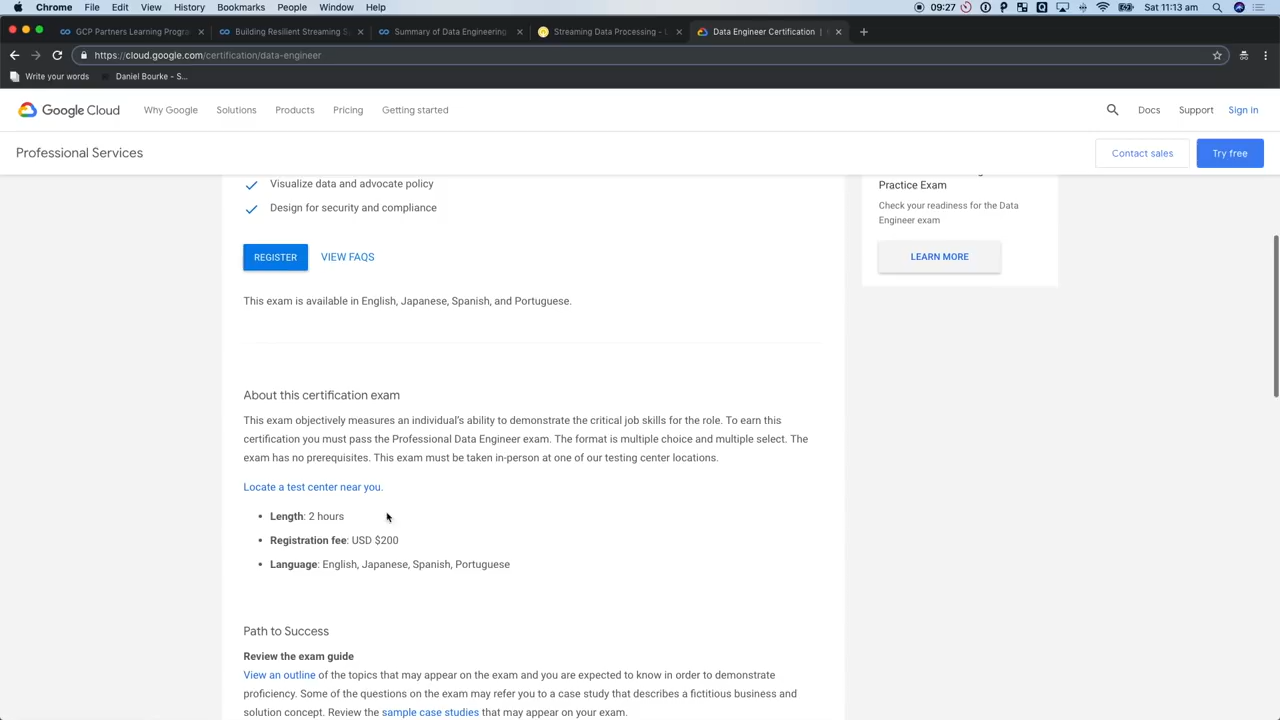 Chrome File Edit View History Bookmarks People Window Help 09:27 Sat 11:13 am
GCP Partners Learning Progra Building Resilient Streaming S Summary of Data Engineering Streaming Data Processing - Data Engineer Certification
https://cloud.google.com/certification/data-engineer
Write your words Daniel Bourke - S...
Google Cloud Why Google Solutions Products Pricing Getting started Docs Support Sign in
Professional Services Contact sales Try free
Visualize data and advocate policy
Design for security and compliance
REGISTER VIEW FAQS
This exam is available in English, Japanese, Spanish, and Portuguese.
Practice Exam
Check your readiness for the Data
Engineer exam
LEARN MORE
About this certification exam
This exam objectively measures an individual's ability to demonstrate the critical job skills for the role. To earn this
certification you must pass the Professional Data Engineer exam. The format is multiple choice and multiple select. The
exam has no prerequisites. This exam must be taken in-person at one of our testing center locations.
Locate a test center near you.
• Length: 2 hours
• Registration fee: USD $200
• Language: English, Japanese, Spanish, Portuguese
Path to Success
Review the exam guide
View an outline of the topics that may appear on the exam and you are expected to know in order to demonstrate
proficiency. Some of the questions on the exam may refer you to a case study that describes a fictitious business and
solution concept. Review the sample case studies that may appear on your exam.